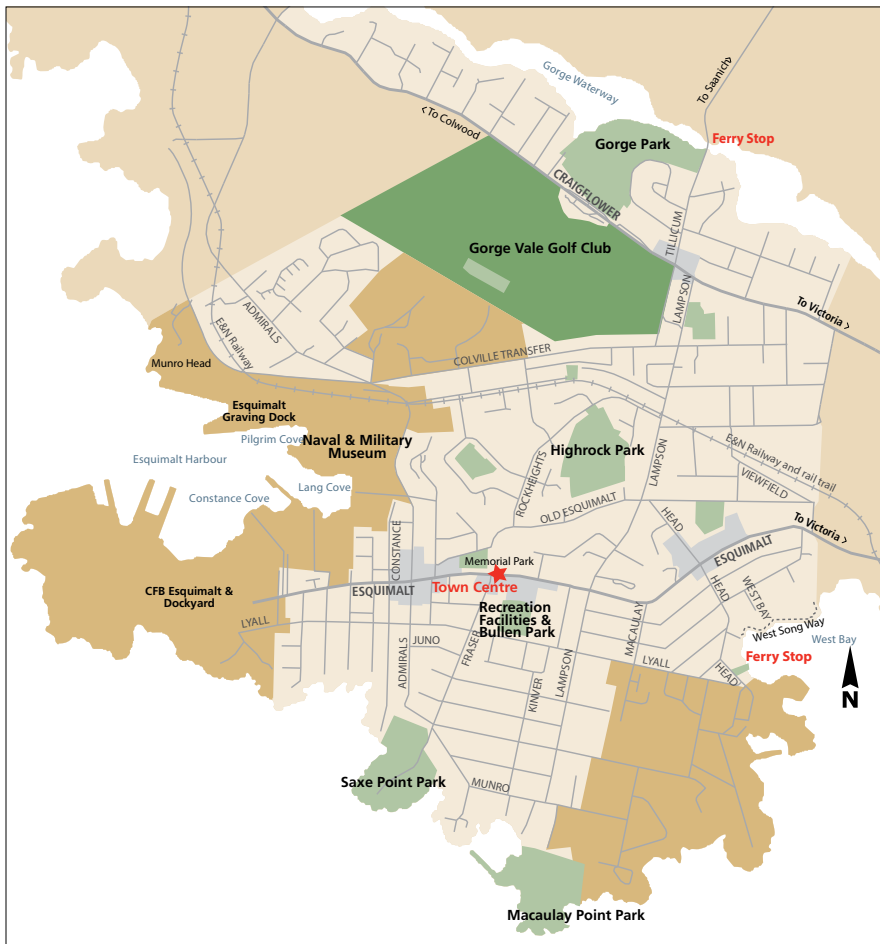 Gorge Waterway
To Saanich>
<To Colwood
Ferry Stop
Gorge Park
CRAIGFLOWER
TILLICUM
Gorge Vale Golf Club
LAMPSON
To Victoria >
ADMIRALS
E&N Railway
COLVILLE TRANSFER
Munro Head
Esquimalt
Graving Dock
Pilgrim Cove
Naval & Military
Museum
Highrock Park
ROCKHEIGHTS
LAMPSON
E&N Railway and rail trail
VIEWFIELD
Esquimalt Harbour
Lang Cove
Constance Cove
OLD ESQUIMALT
HEAD
To Victoria >
CONSTANCE
ESQUIMALT
Memorial Park
Town Centre
ESQUIMALT
CFB Esquimalt &
Dockyard
HEAD
WEST BAY
Recreation
Facilities &
Bullen Park
LYALL
JUNO
FRASER
MACAULAY
West Song Way
West Bay
ADMIRALS
LYALL
Ferry Stop
HEAD
KINVER
LAMPSON
N
Saxe Point Park
MUNRO
Macaulay Point Park